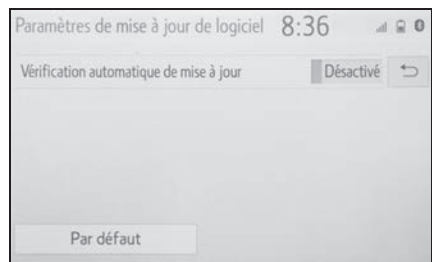 Paramètres de mise à jour de logiciel 8:36
Vérification automatique de mise à jour Désactivé
Par défaut